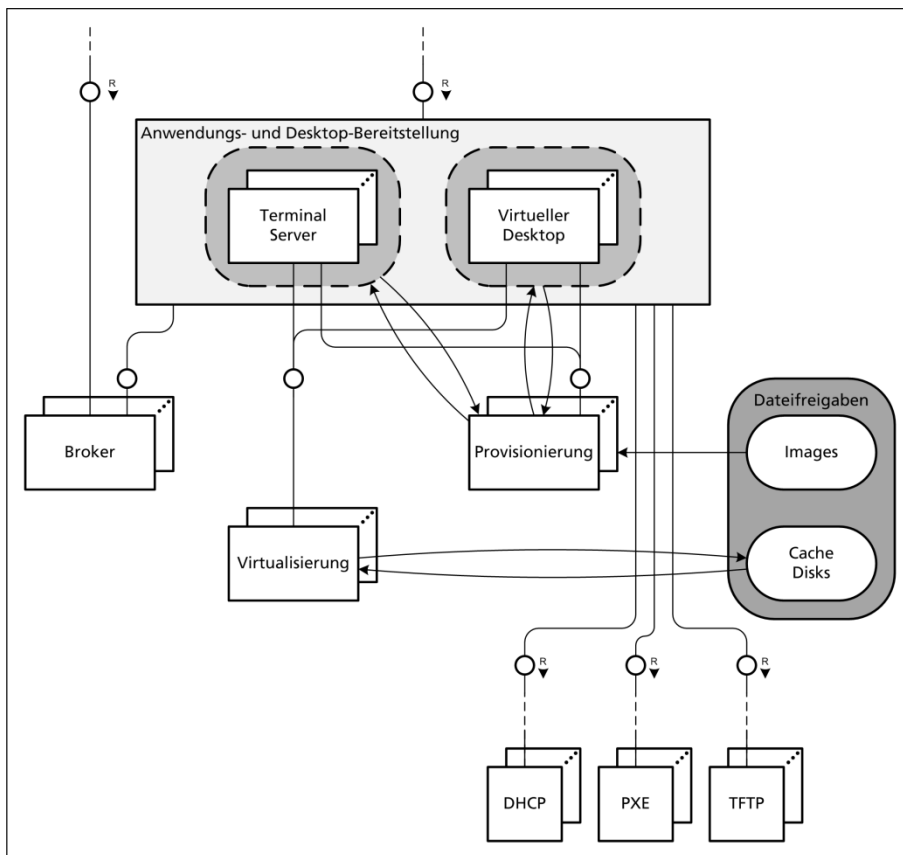 R
R
Anwendungs- und Desktop-Bereitstellung
Terminal
Server
Virtueller
Desktop
Dateifreigaben
Broker
Provisionierung
Images
Virtualisierung
Cache
Disks
R
R
R
DHCP
PXE
TFTP